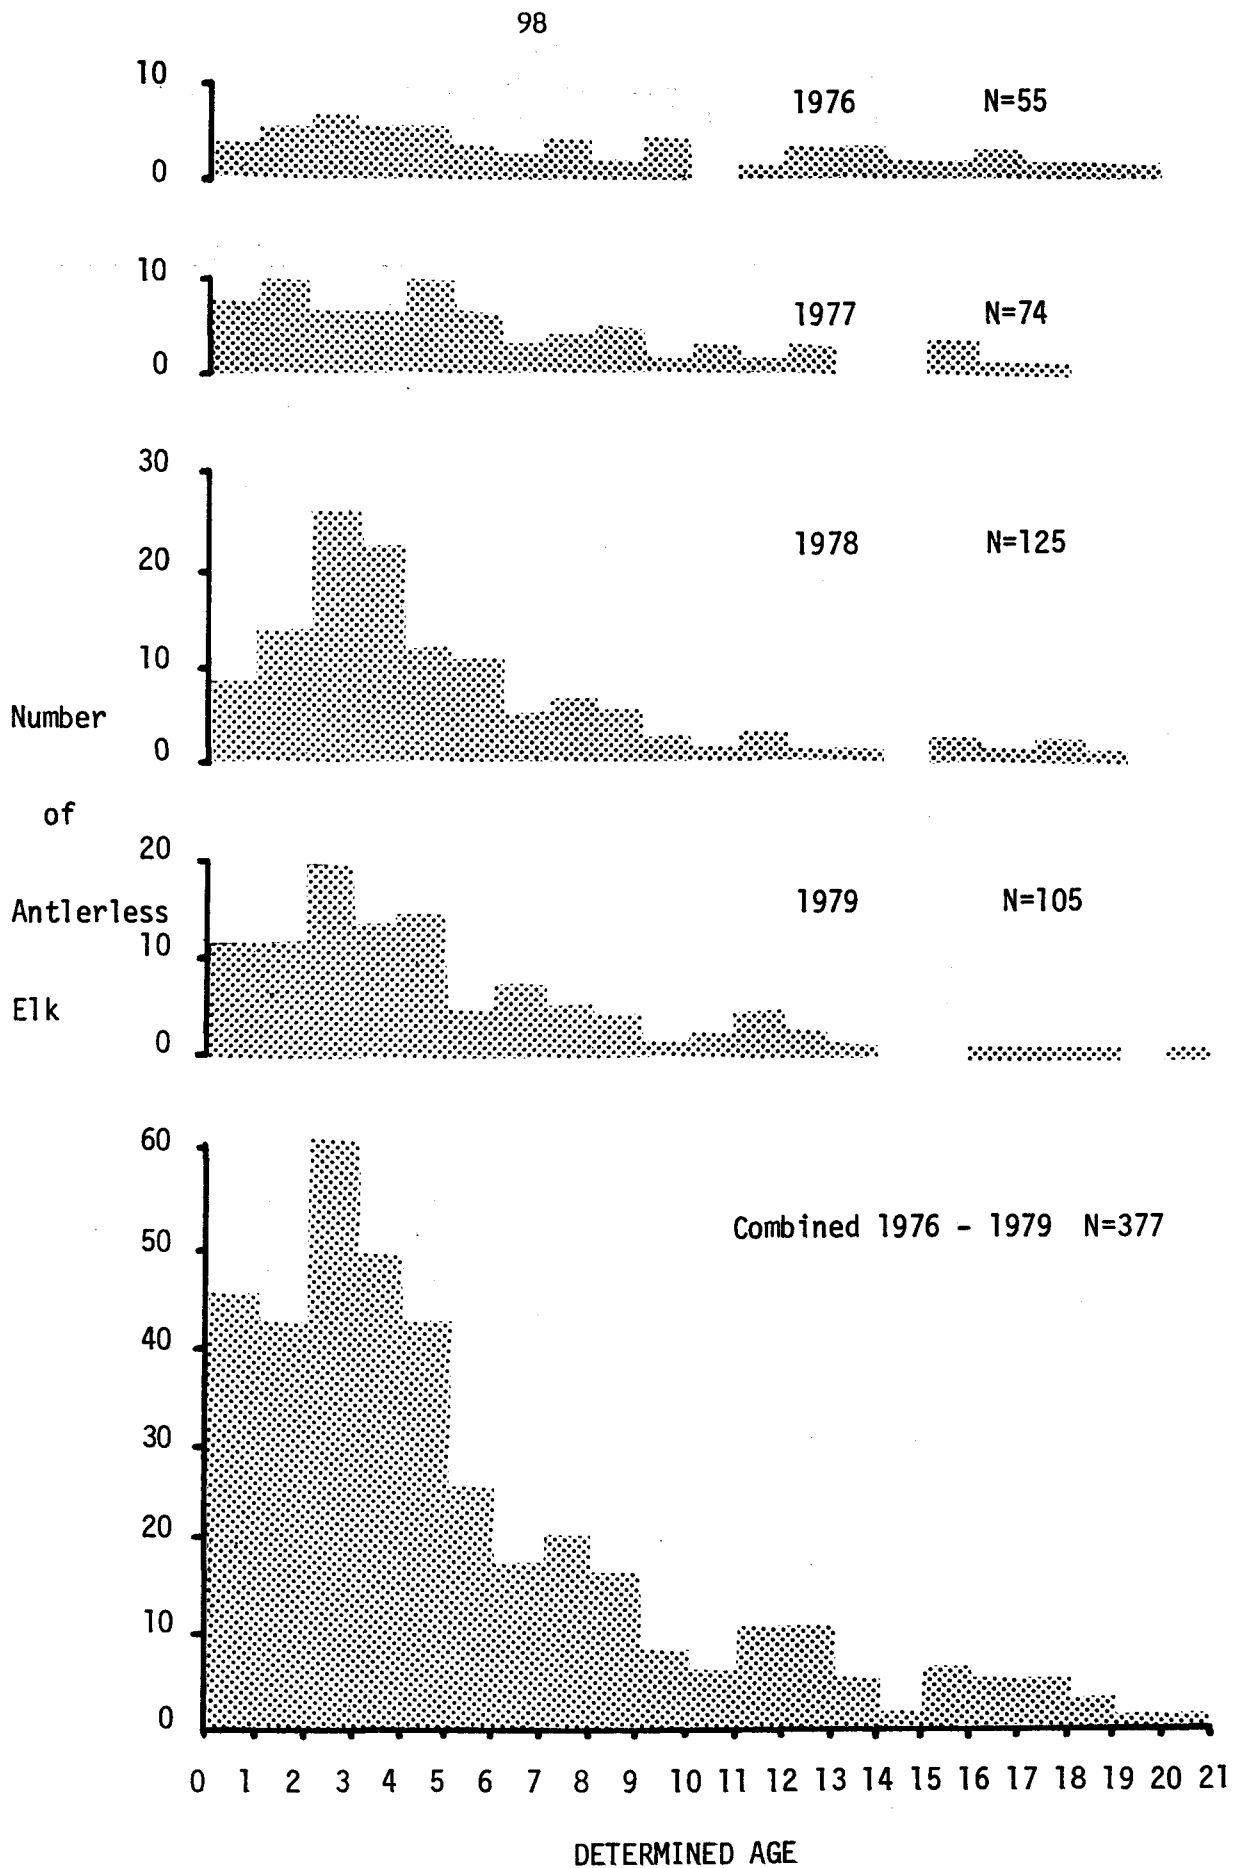 98
10
1976 N=55
0
10
1977 N=74
0
30
1978 N=125
20
10
Number
0
of
20
1979 N=105
Antlerless
10
Elk
0
60
Combined 1976 - 1979 N=377
50
40
30
20
10
0
0 1 2 3 4 5 6 7 8 9 10 11 12 13 14 15 16 17 18 19 20 21
DETERMINED AGE